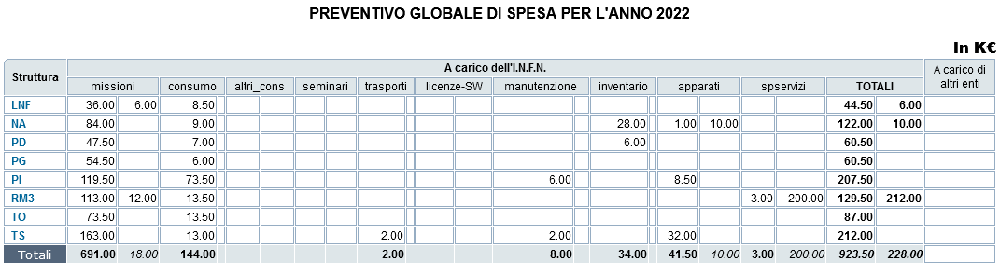 PREVENTIVO GLOBALE DI SPESA PER L'ANNO 2022
In K€
Struttura A carico dell'I.N.F.N. A carico di altri enti
missioni consumo altri_cons seminari trasporti licenze-SW manutenzione inventario apparati spservizi TOTALI
LNF 36.00 6.00 8.50 44.50 6.00
NA 84.00 9.00 28.00 1.00 10.00 122.00 10.00
PD 47.50 7.00 6.00 60.50
PG 54.50 6.00 60.50
PI 119.50 73.50 6.00 8.50 207.50
RM3 113.00 12.00 13.50 3.00 200.00 129.50 212.00
TO 73.50 13.50 87.00
TS 163.00 13.00 2.00 2.00 32.00 212.00
Totali 691.00 18.00 144.00 2.00 8.00 34.00 41.50 10.00 3.00 200.00 923.50 228.00